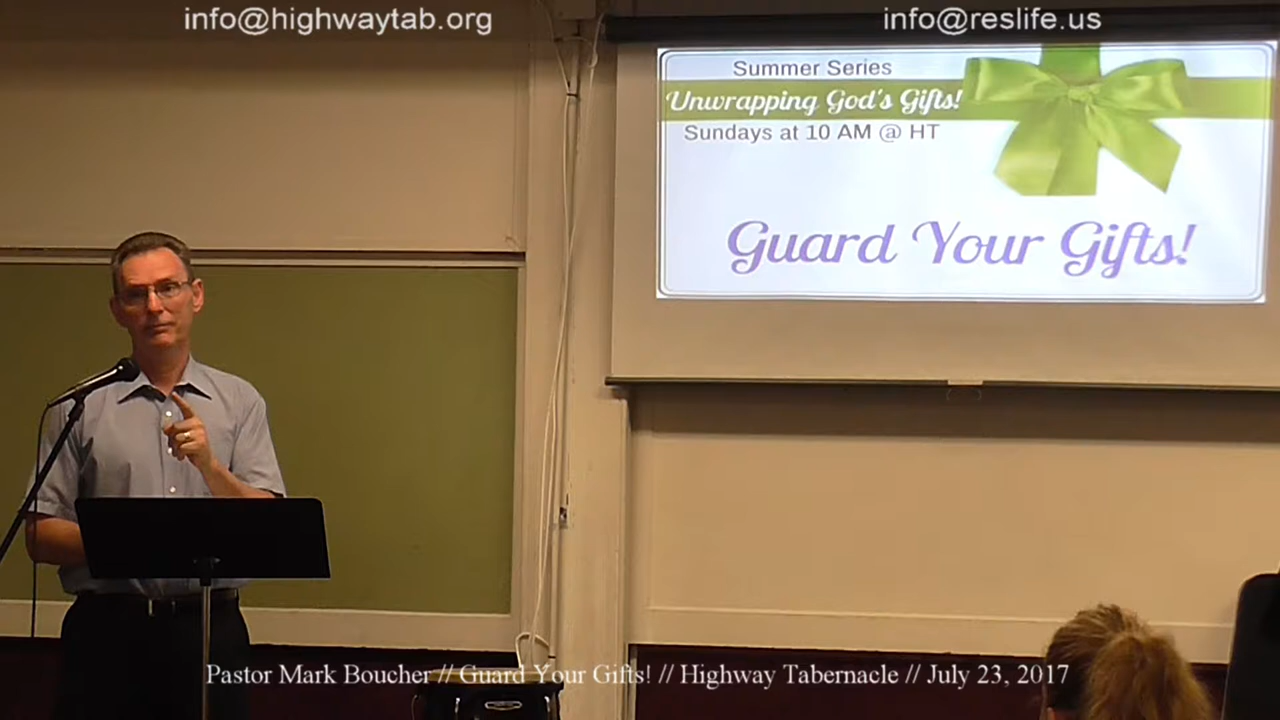 info@highwaytab.org
info@reslife.us
Summer Series
Unwrapping God's Gifts!
Sundays at 10 AM @ HT
Guard Your Gifts!
Pastor Mark Boucher // Guard Your Gifts! // Highway Tabernacle // July 23, 2017